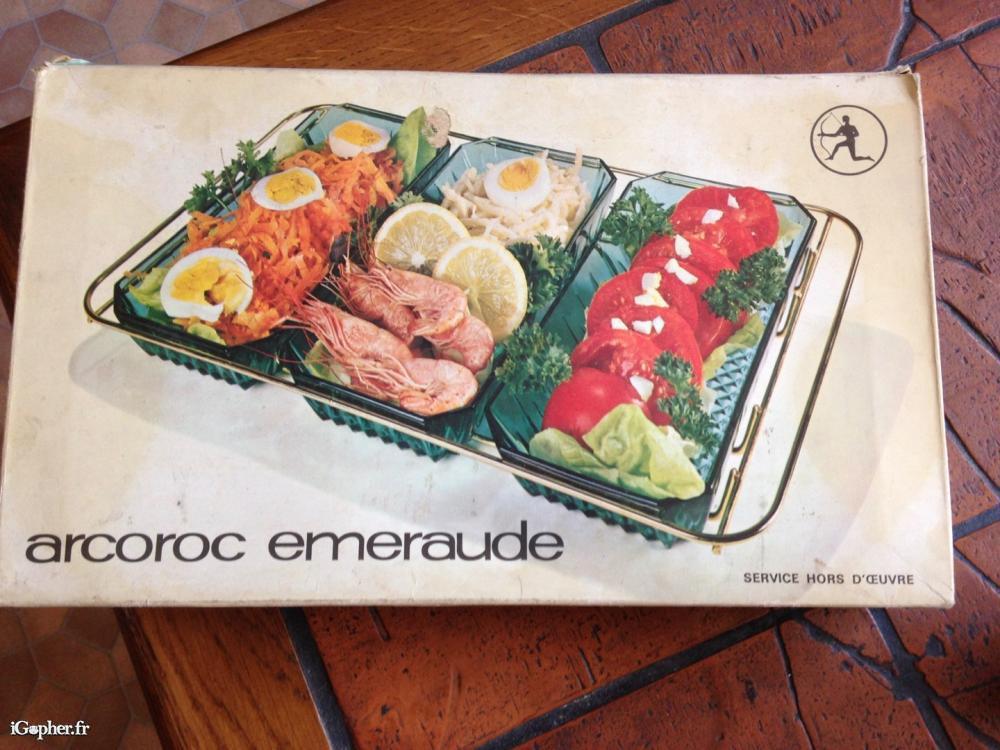 arcoroc emeraude
SERVICE HORS D'ŒUVRE
iGopher.fr